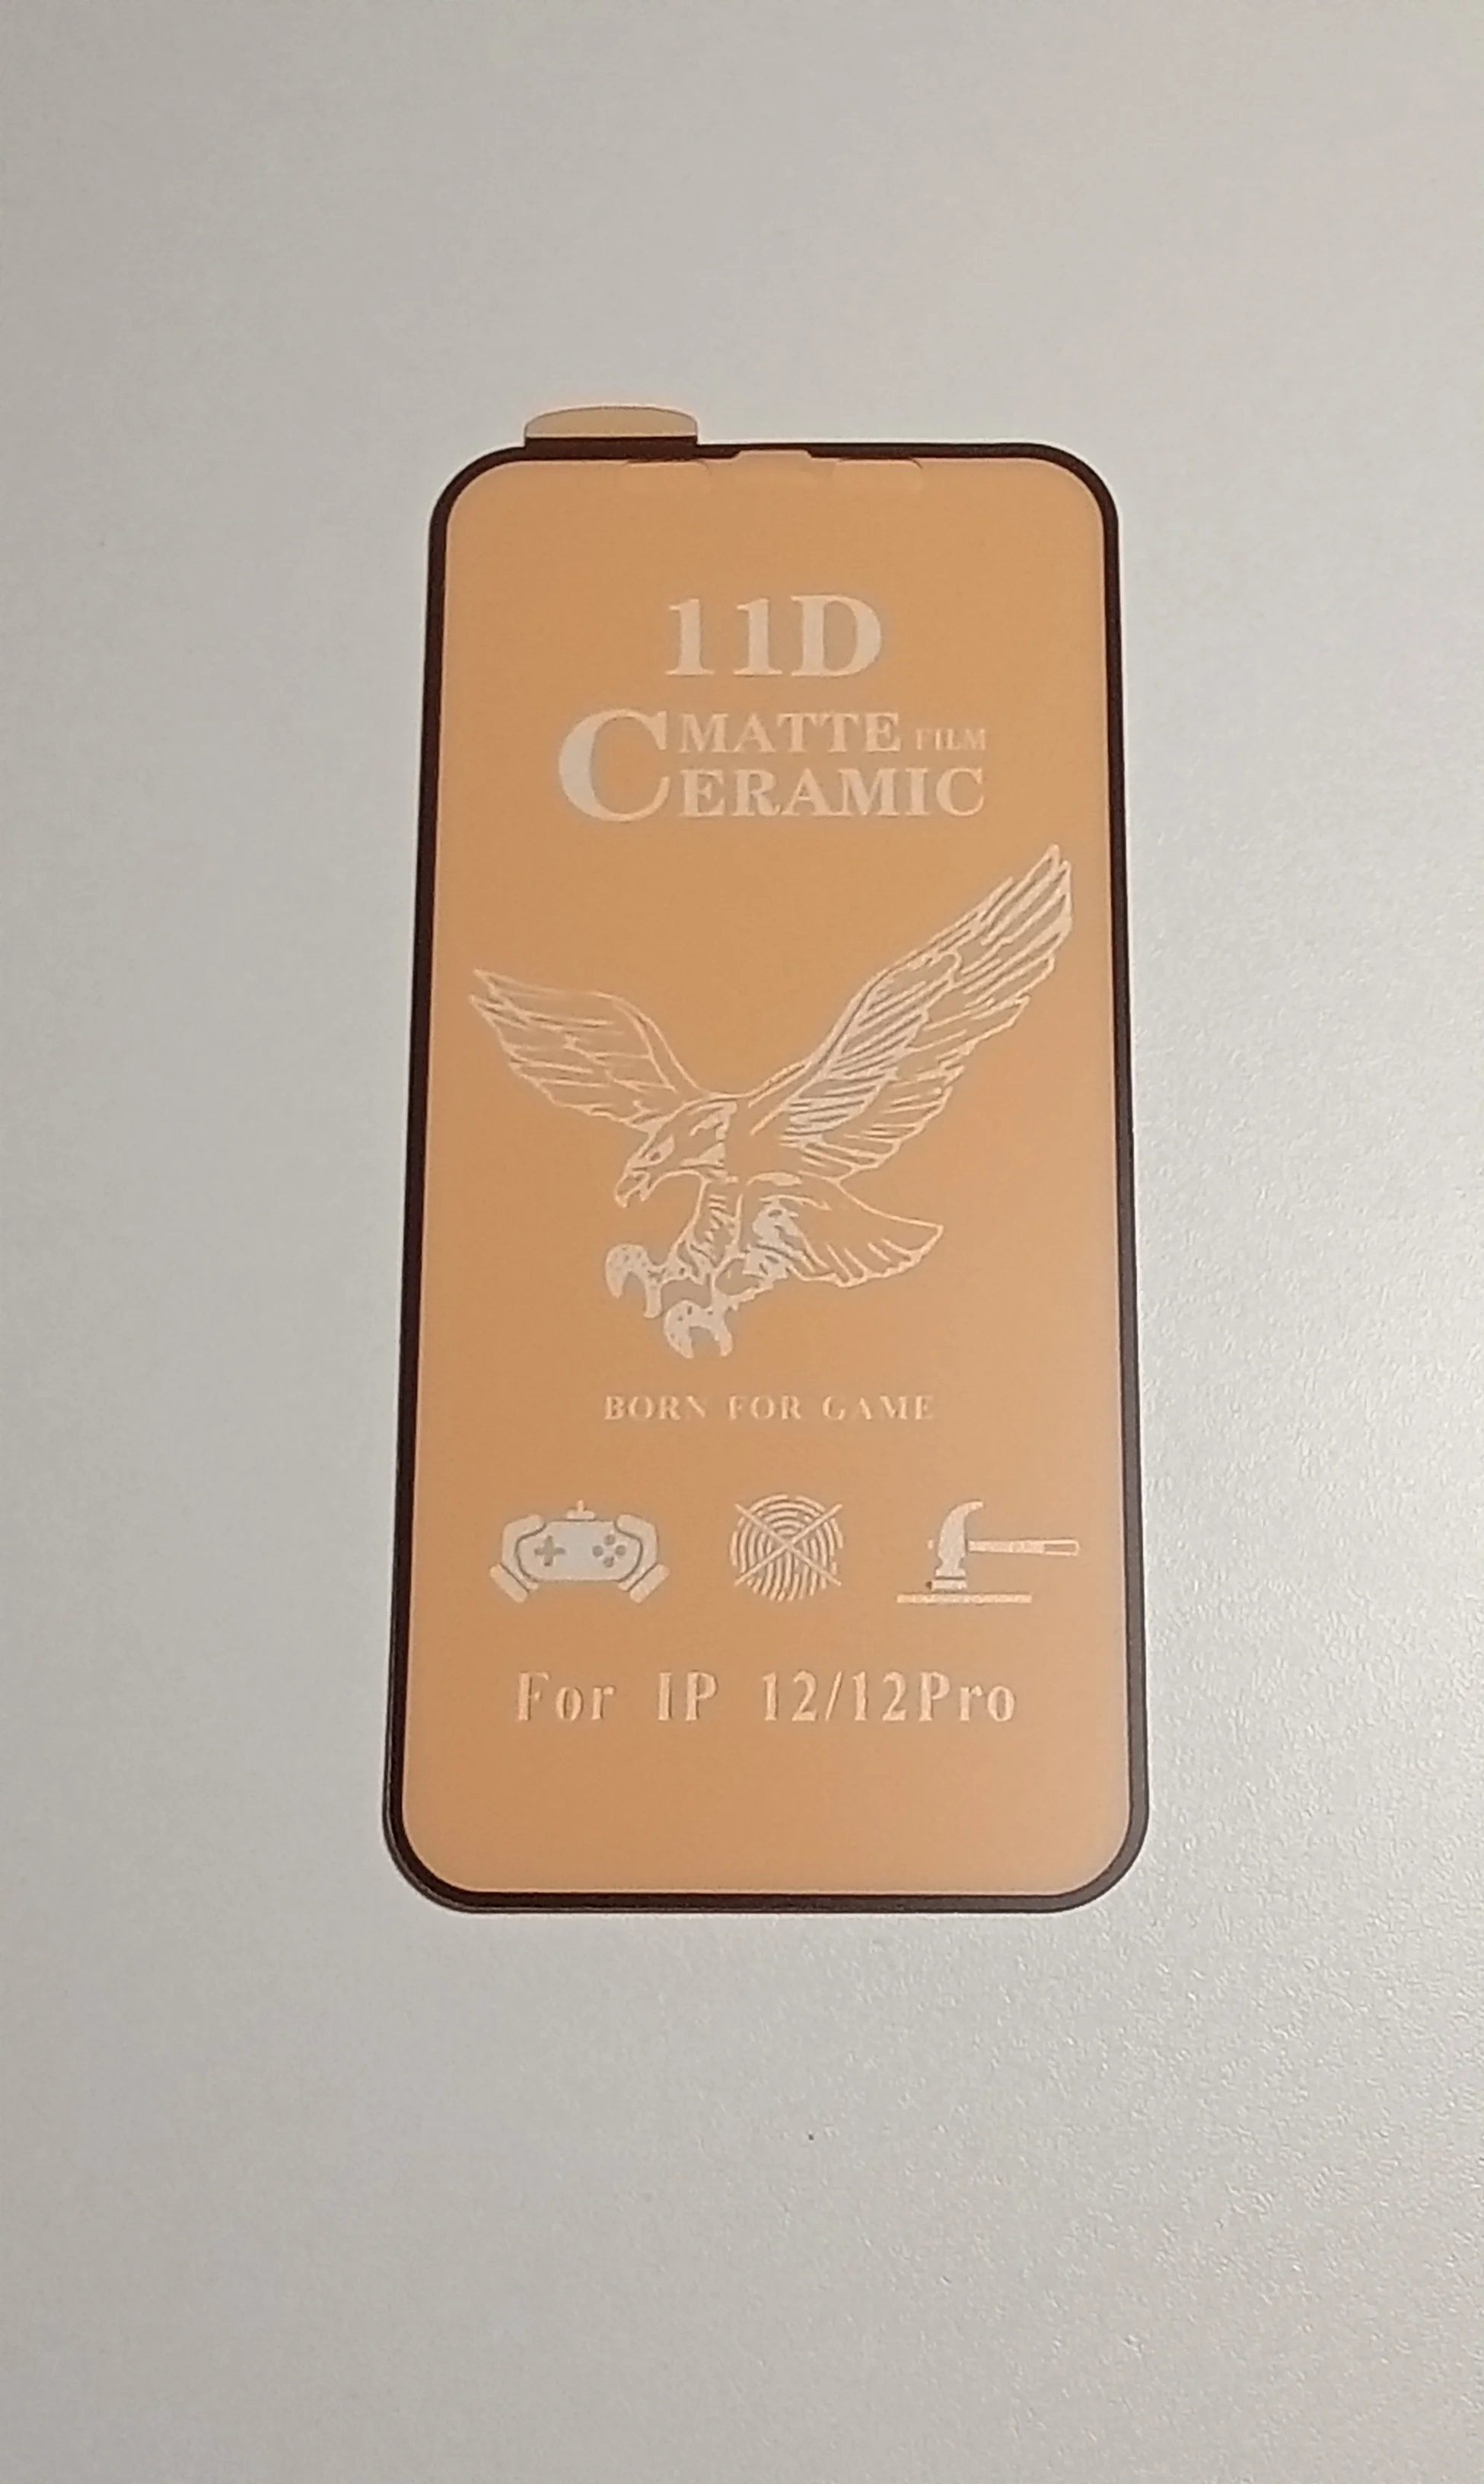 11D
MATTE FILM
CERAMIC
BORN FOR GAME
For IP 12/12Pro